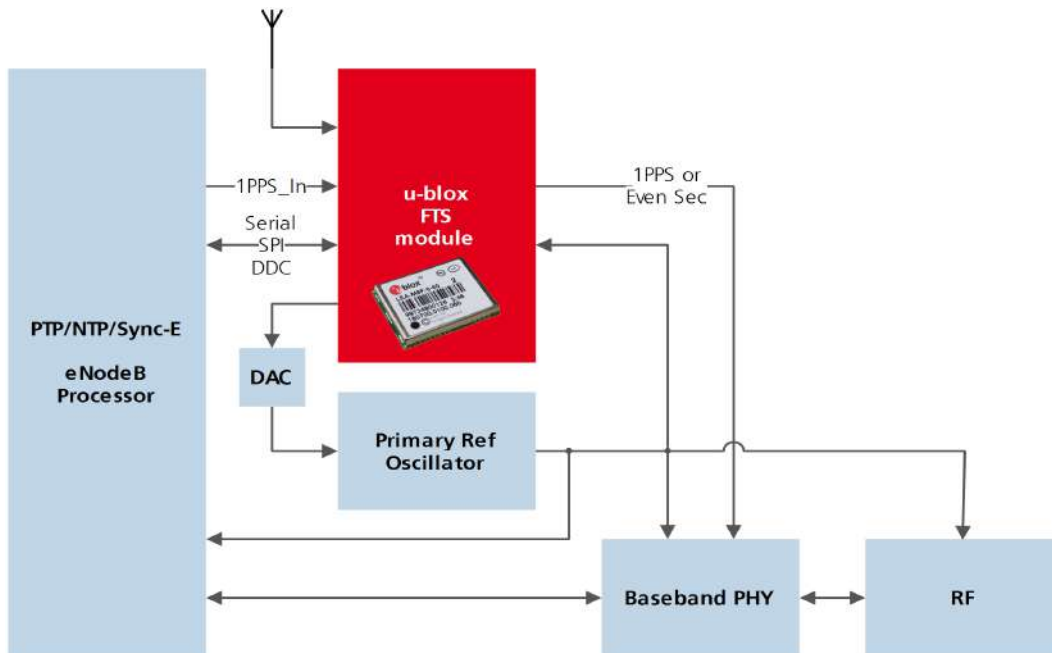 u-blox
FTS
module
1PPS_In
Serial
SPI
DDC
1PPS or
Even Sec
blox
PTP/NTP/Sync-E
eNodeB
Processor
DAC
Primary Ref
Oscillator
Baseband PHY
RF